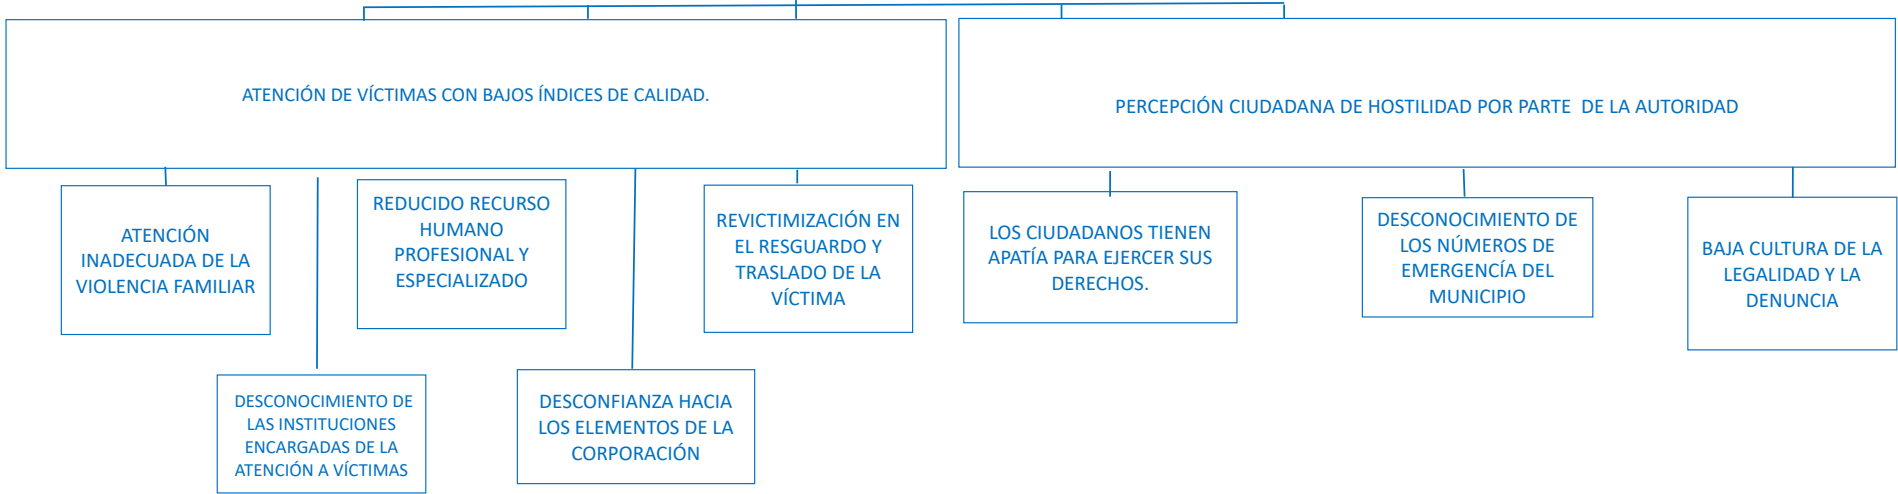 ATENCIÓN DE VÍCTIMAS CON BAJOS ÍNDICES DE CALIDAD.
PERCEPCIÓN CIUDADANA DE HOSTILIDAD POR PARTE DE LA AUTORIDAD
ATENCIÓN
INADECUADA DE LA
VIOLENCIA FAMILIAR
REDUCIDO RECURSO
HUMANO
PROFESIONAL Y
ESPECIALIZADO
REVICTIMIZACIÓN EN
EL RESGUARDO Y
TRASLADO DE LA
VÍCTIMA
LOS CIUDADANOS TIENEN
APATÍA PARA EJERCER SUS
DERECHOS.
DESCONOCIMIENTO DE
LOS NÚMEROS DE
EMERGENCÍA DEL
MUNICIPIO
BAJA CULTURA DE LA
LEGALIDAD Y LA
DENUNCIA
DESCONOCIMIENTO DE
LAS INSTITUCIONES
ENCARGADAS DE LA
ATENCIÓN A VÍCTIMAS
DESCONFIANZA HACIA
LOS ELEMENTOS DE LA
CORPORACIÓN